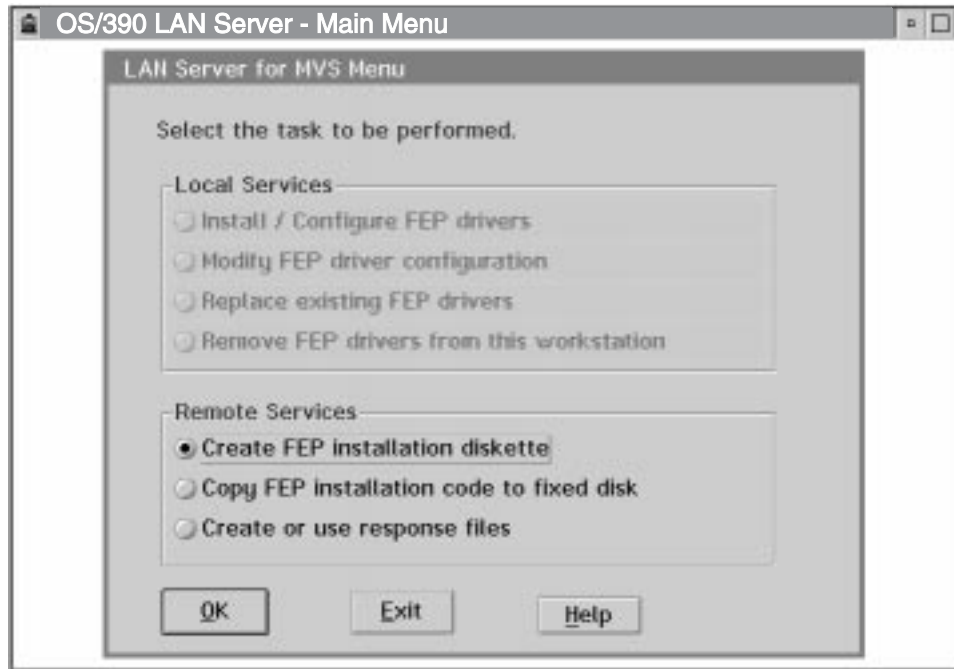 OS/390 LAN Server - Main Menu
LAN Server for MVS Menu
Select the task to be performed.
Local Services
Install / Configure FEP drivers
Modify FEP driver configuration
Replace existing FEP drivers
Remove FEP drivers from this workstation
Remote Services
Create FEP installation diskette
Copy FEP installation code to fixed disk
Create or use response files
OK Exit Help